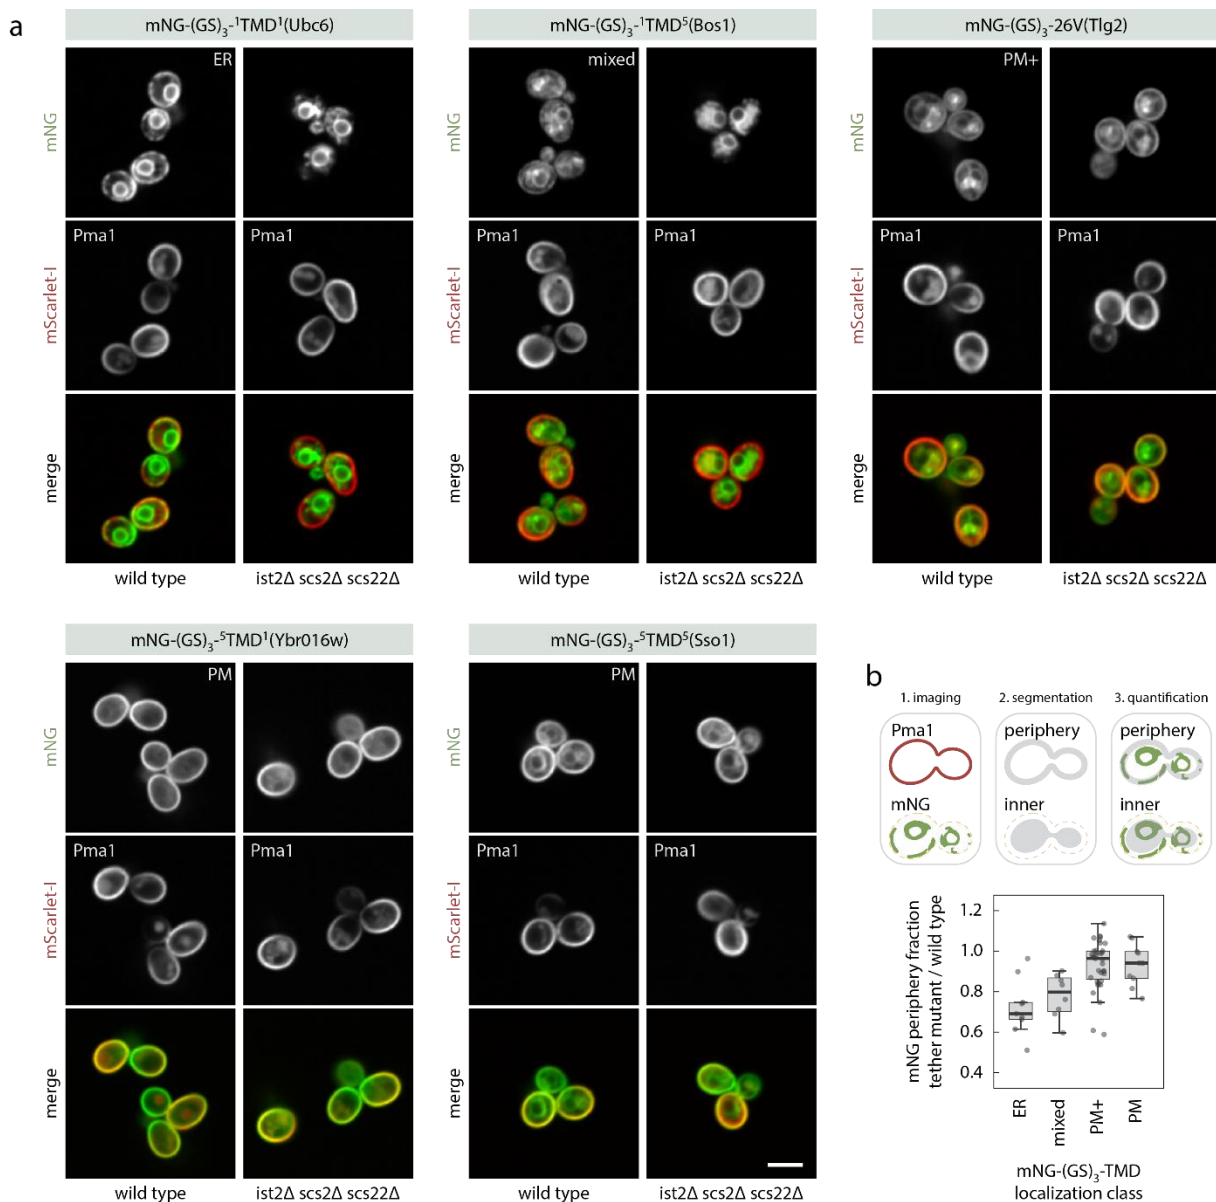 a
mNG-(GS)₃-¹TMD¹(Ubc6)
mNG-(GS)₃-¹TMD⁵(Bos1)
mNG-(GS)₃-26V(Tlg2)
mNG
ER
mNG
mixed
mNG
PM+
mScarlet-I
Pma1
Pma1
mScarlet-I
Pma1
Pma1
mScarlet-I
Pma1
Pma1
merge
merge
merge
wild type
ist2Δ scs2Δ scs22Δ
wild type
ist2Δ scs2Δ scs22Δ
wild type
ist2Δ scs2Δ scs22Δ
mNG-(GS)₃-⁵TMD¹(Ybr016w)
mNG-(GS)₃-⁵TMD⁵(Sso1)
mNG
PM
mNG
PM
mScarlet-I
Pma1
Pma1
mScarlet-I
Pma1
Pma1
merge
merge
wild type
ist2Δ scs2Δ scs22Δ
wild type
ist2Δ scs2Δ scs22Δ
b
1. imaging
2. segmentation
3. quantification
Pma1
periphery
periphery
mNG
inner
inner
mNG periphery fraction
tether mutant / wild type
1.2
1.0
0.8
0.6
0.4
ER
mixed
PM+
PM
mNG-(GS)₃-TMD
localization class